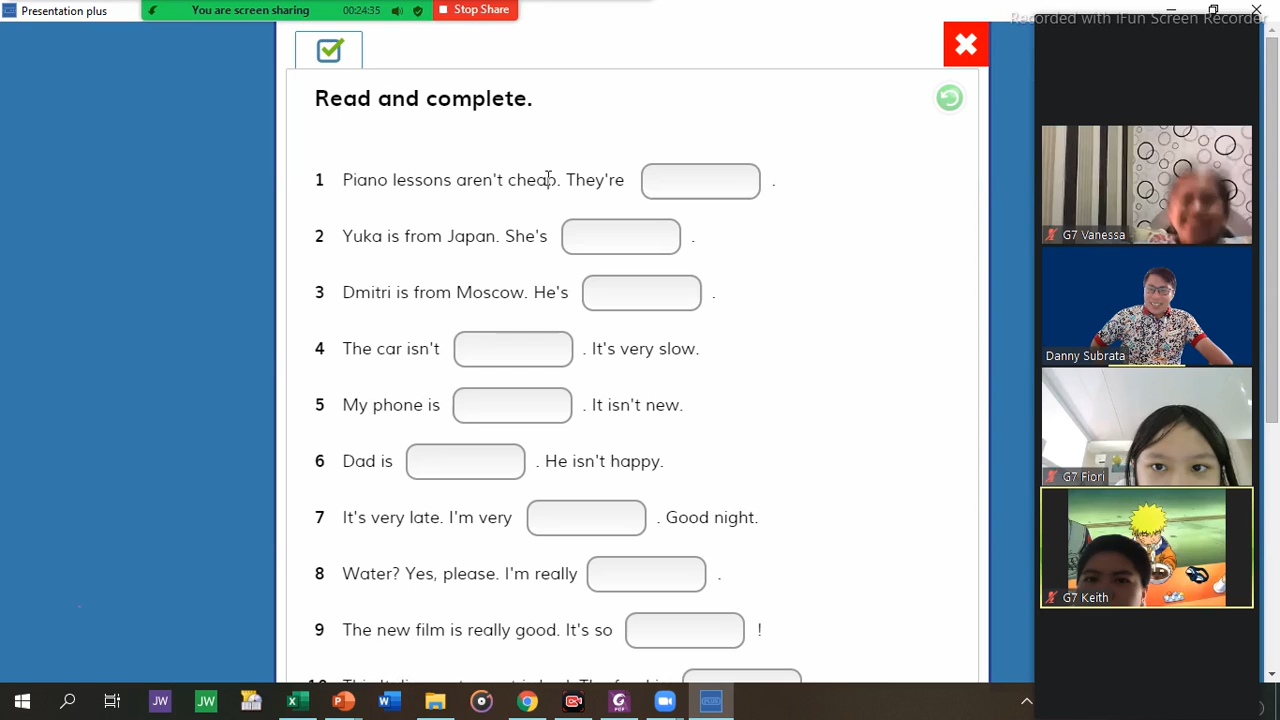 Presentation plus
You are screen sharing
00:24:35
Stop Share
Recorded with iFun Screen Recorder
Read and complete.
1 Piano lessons aren't cheap. They're .
2 Yuka is from Japan. She's .
3 Dmitri is from Moscow. He's .
4 The car isn't . It's very slow.
5 My phone is . It isn't new.
6 Dad is . He isn't happy.
7 It's very late. I'm very . Good night.
8 Water? Yes, please. I'm really .
9 The new film is really good. It's so !
G7 Vanessa
Danny Subrata
G7 Fiori
G7 Keith
JW
JW